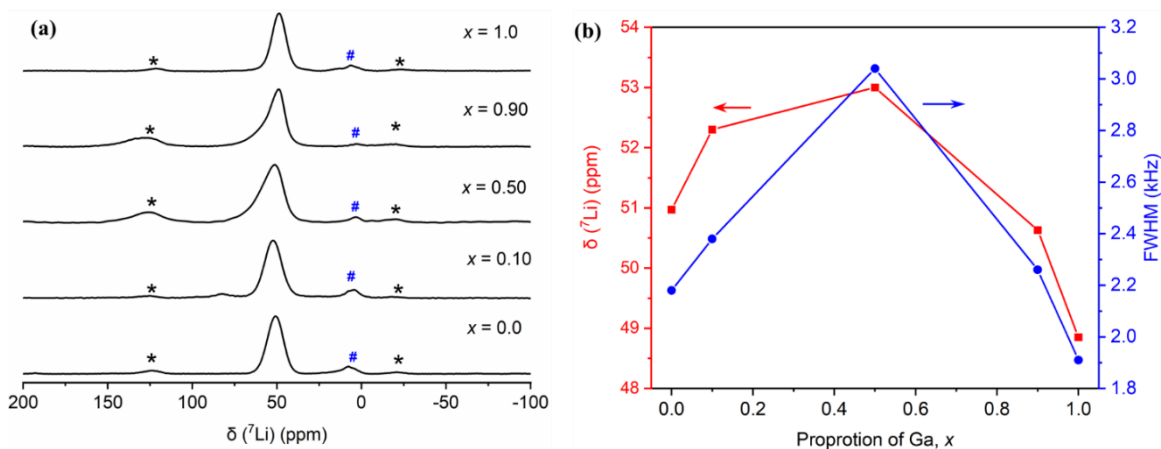 (a)
x = 1.0
*
#
*
x = 0.90
*
#
*
x = 0.50
*
#
*
x = 0.10
*
#
*
x = 0.0
*
#
*
200 150 100 50 0 -50 -100
δ (⁷Li) (ppm)
(b)
54
53
52
51
50
49
48
δ (⁷Li) (ppm)
3.2
3.0
2.8
2.6
2.4
2.2
2.0
1.8
FWHM (kHz)
0.0 0.2 0.4 0.6 0.8 1.0
Proprotion of Ga, x